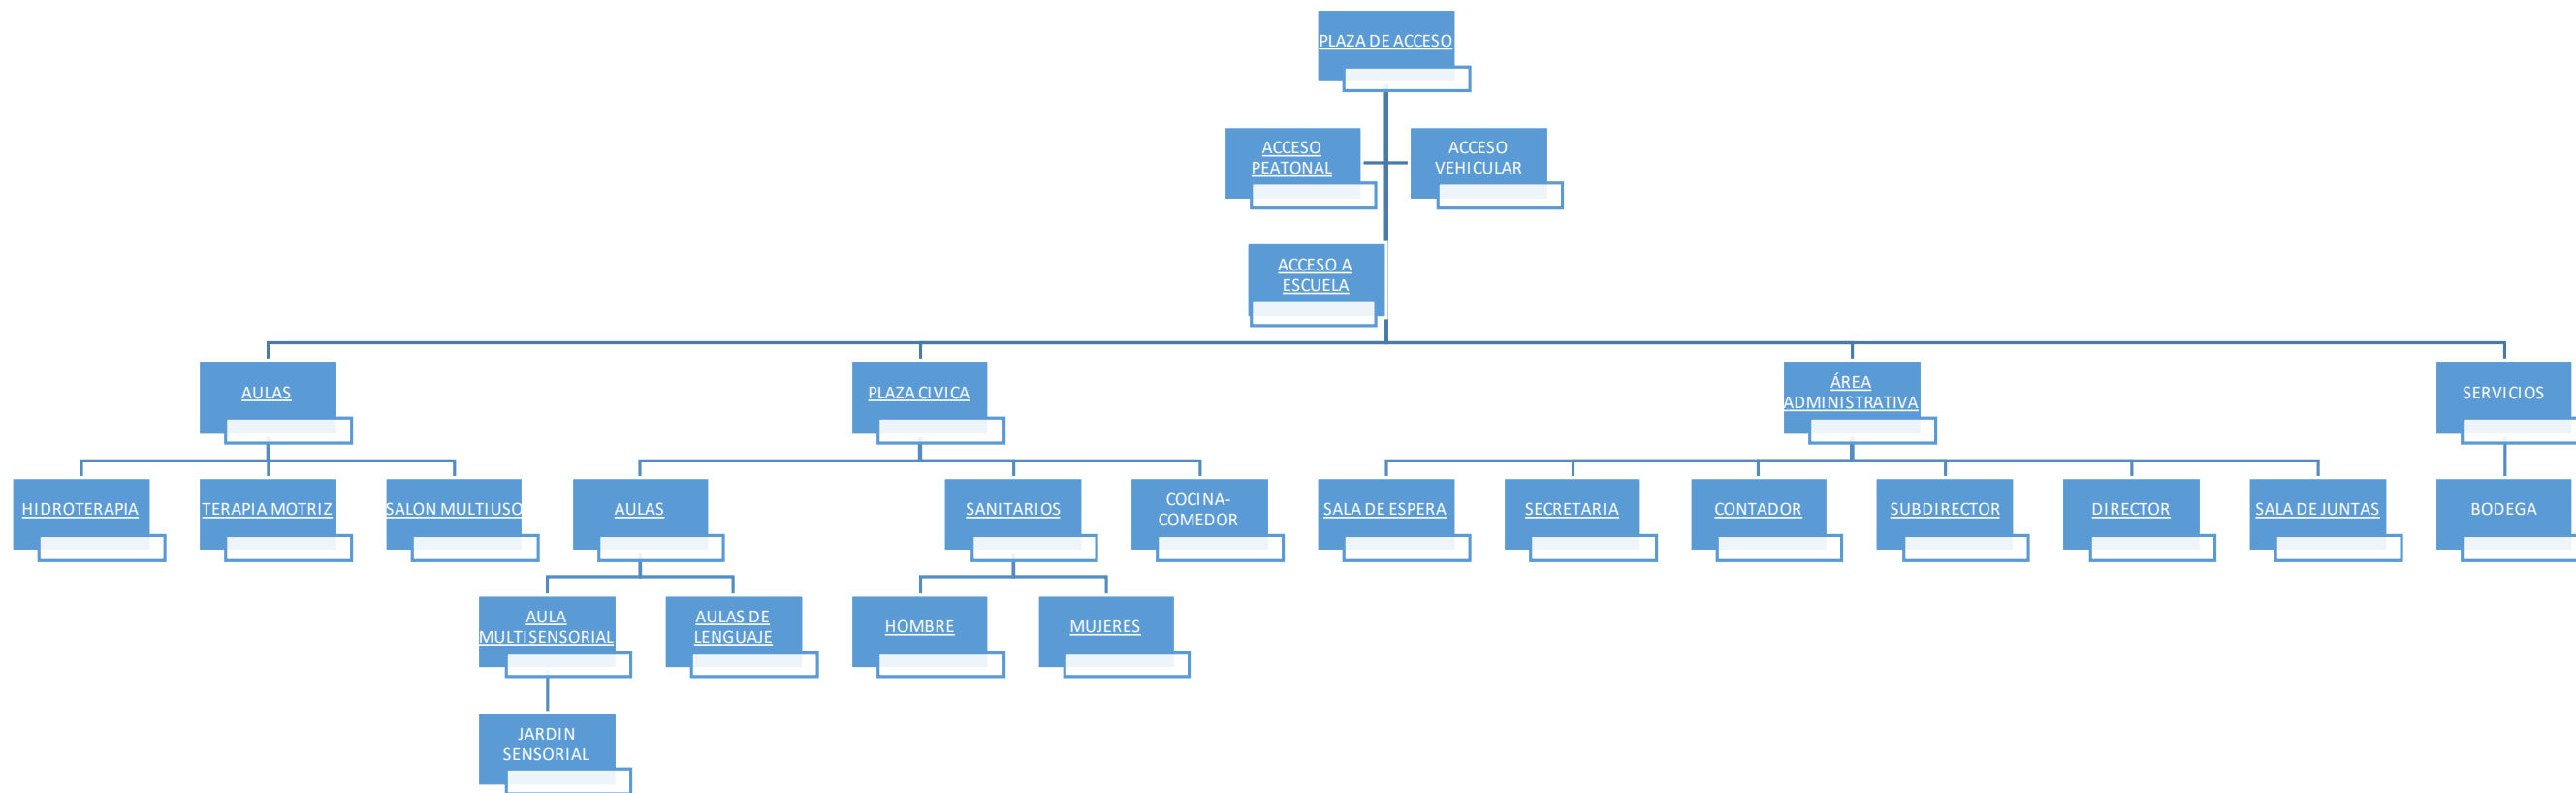 PLAZA DE ACCESO
ACCESO
PEATONAL
ACCESO
VEHICULAR
ACCESO A
ESCUELA
AULAS
PLAZA CIVICA
ÁREA
ADMINISTRATIVA
SERVICIOS
HIDROTERAPIA
TERAPIA MOTRIZ
SALON MULTIUSO
AULAS
SANITARIOS
COCINA-
COMEDOR
SALA DE ESPERA
SECRETARIA
CONTADOR
SUBDIRECTOR
DIRECTOR
SALA DE JUNTAS
BODEGA
AULA
MULTISENSORIAL
AULAS DE
LENGUAJE
HOMBRE
MUJERES
JARDIN
SENSORIAL